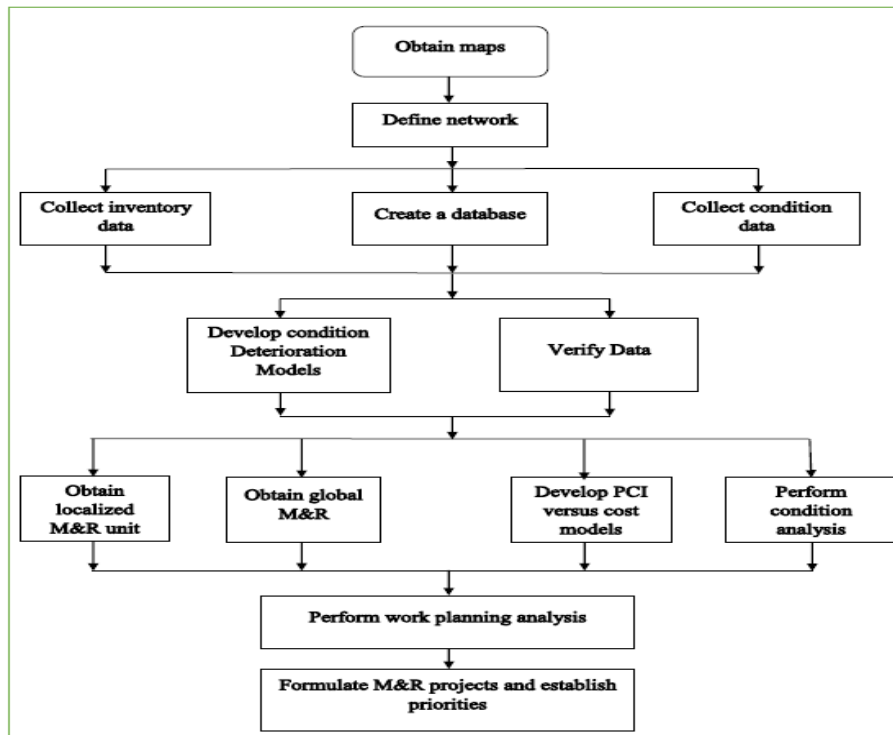 Obtain maps
Define network
Collect inventory
data
Create a database
Collect condition
data
Develop condition
Deterioration
Models
Verify Data
Obtain
localized
M&R unit
Obtain global
M&R
Develop PCI
versus cost
models
Perform
condition
analysis
Perform work planning analysis
Formulate M&R projects and establish
priorities